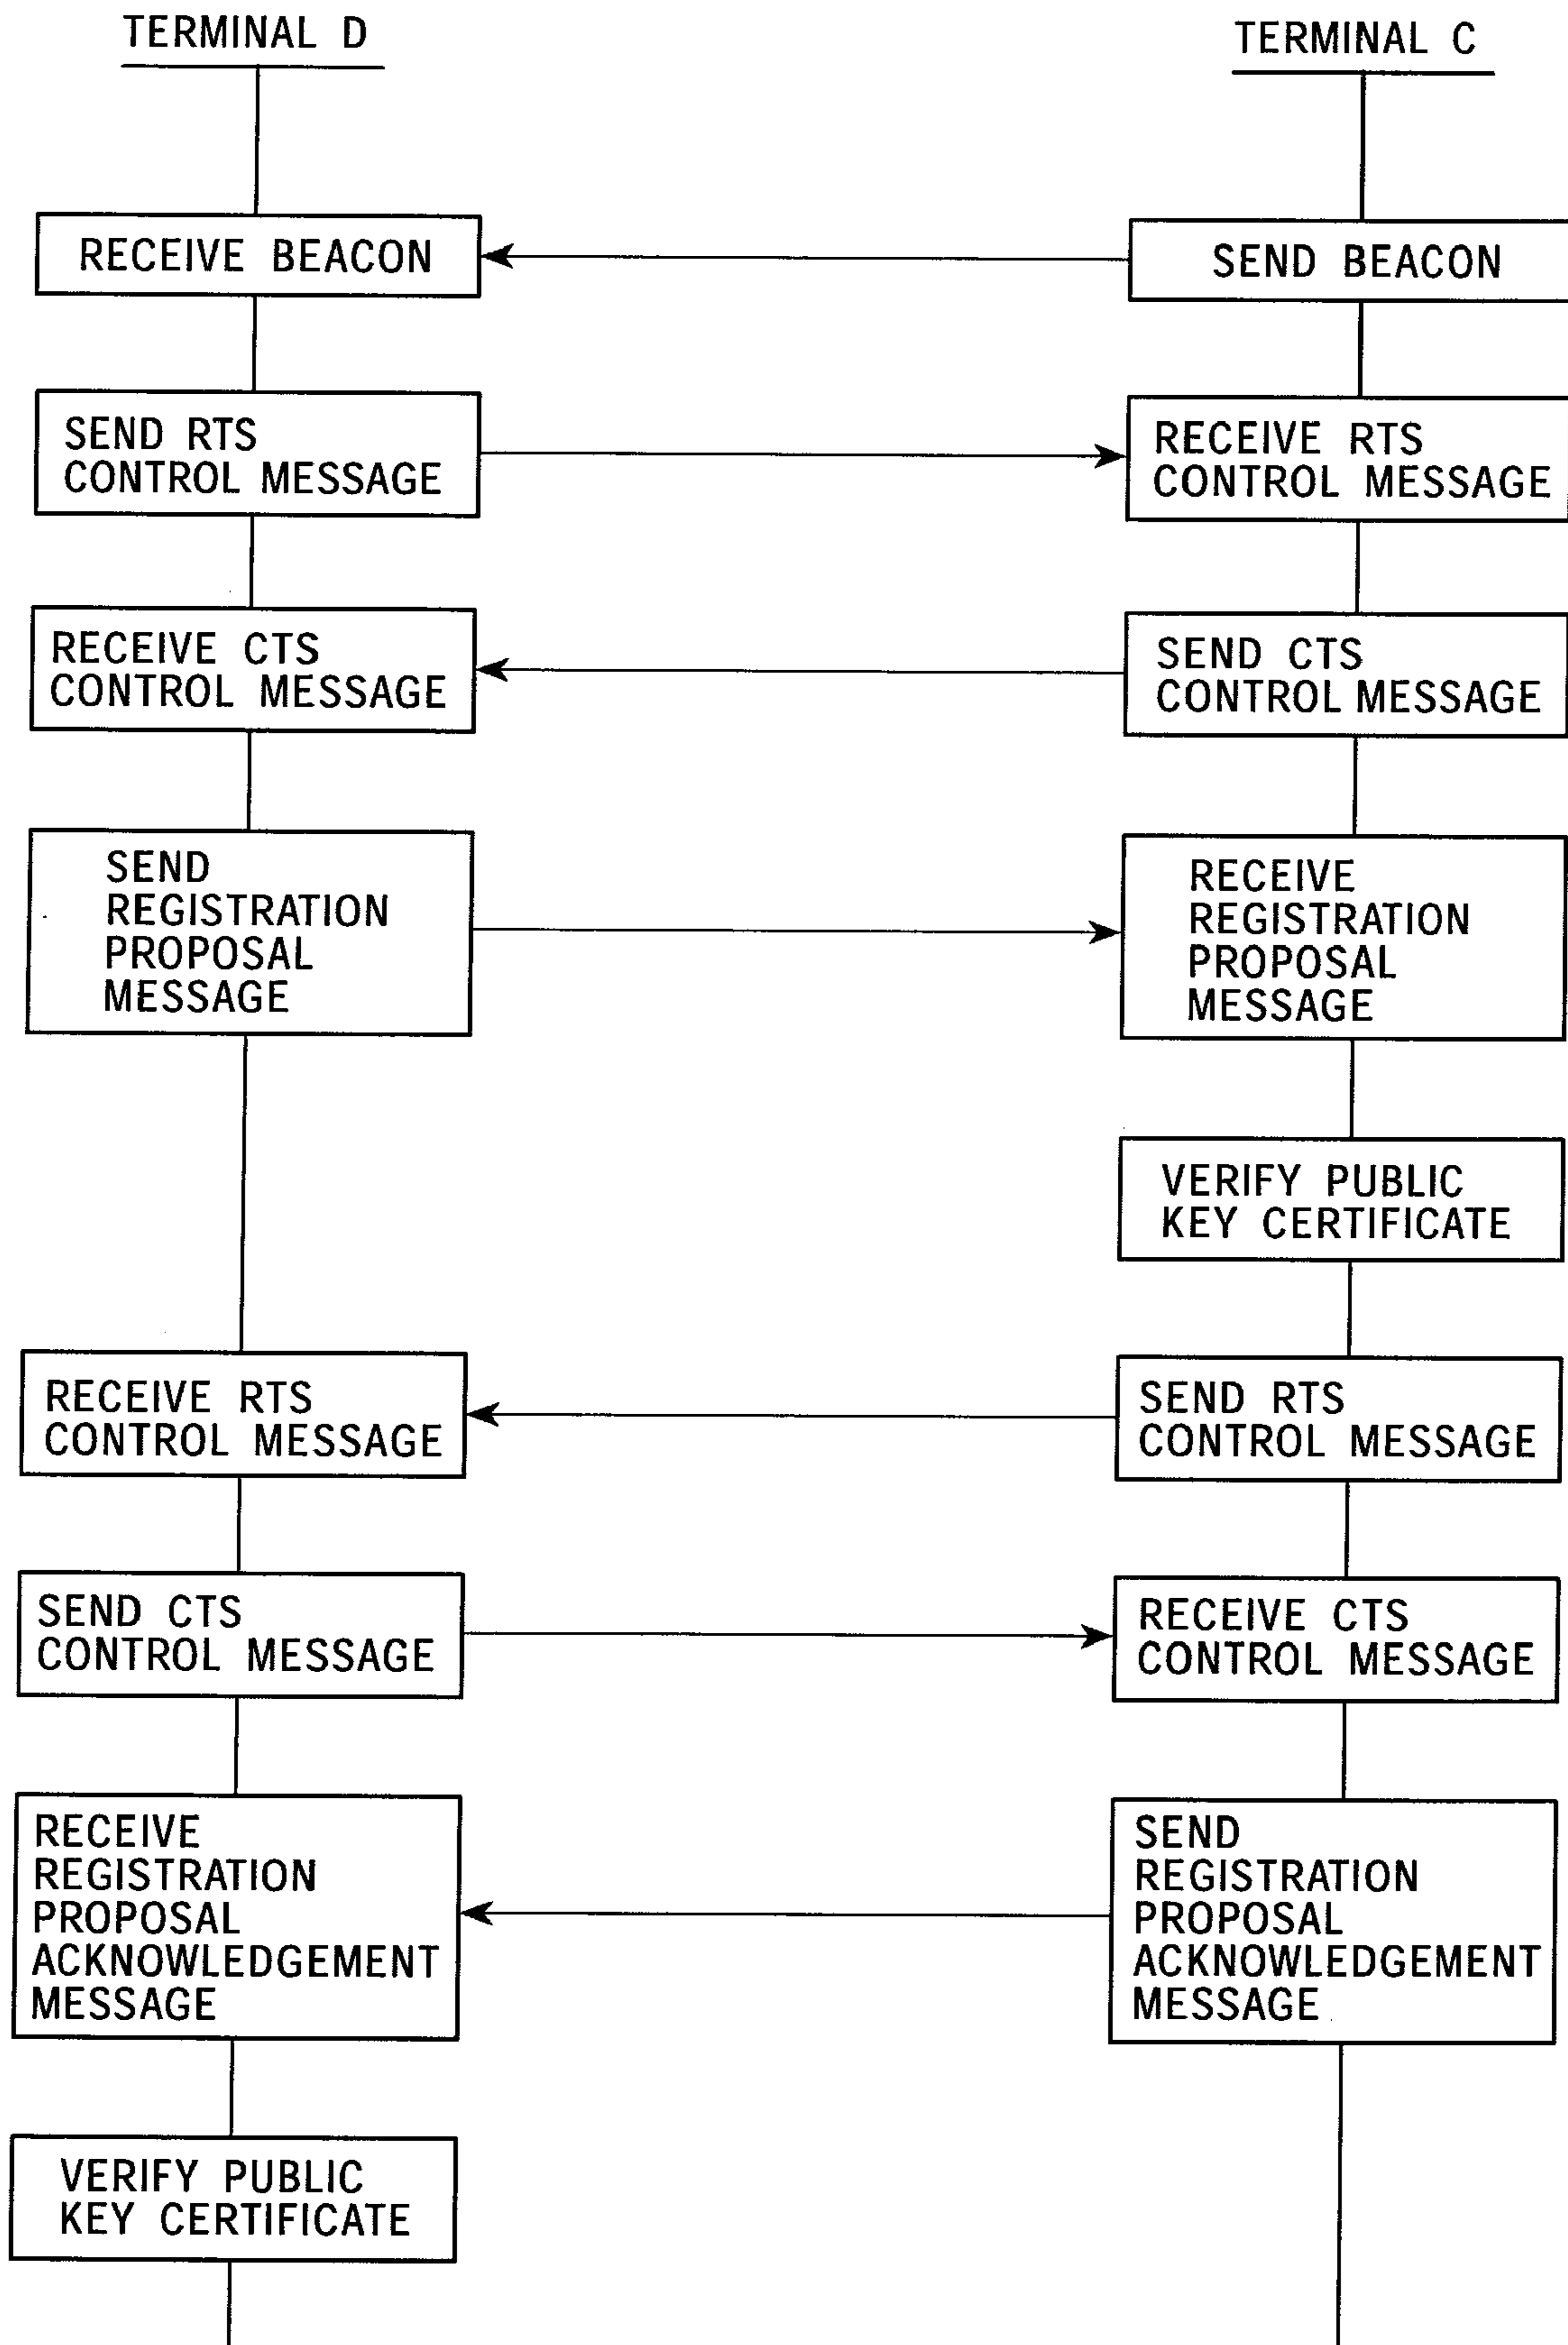 TERMINAL D
TERMINAL C
RECEIVE BEACON
SEND BEACON
SEND RTS
CONTROL MESSAGE
RECEIVE RTS
CONTROL MESSAGE
RECEIVE CTS
CONTROL MESSAGE
SEND CTS
CONTROL MESSAGE
SEND
REGISTRATION
PROPOSAL
MESSAGE
RECEIVE
REGISTRATION
PROPOSAL
MESSAGE
VERIFY PUBLIC
KEY CERTIFICATE
RECEIVE RTS
CONTROL MESSAGE
SEND RTS
CONTROL MESSAGE
SEND CTS
CONTROL MESSAGE
RECEIVE CTS
CONTROL MESSAGE
RECEIVE
REGISTRATION
PROPOSAL
ACKNOWLEDGEMENT
MESSAGE
SEND
REGISTRATION
PROPOSAL
ACKNOWLEDGEMENT
MESSAGE
VERIFY PUBLIC
KEY CERTIFICATE